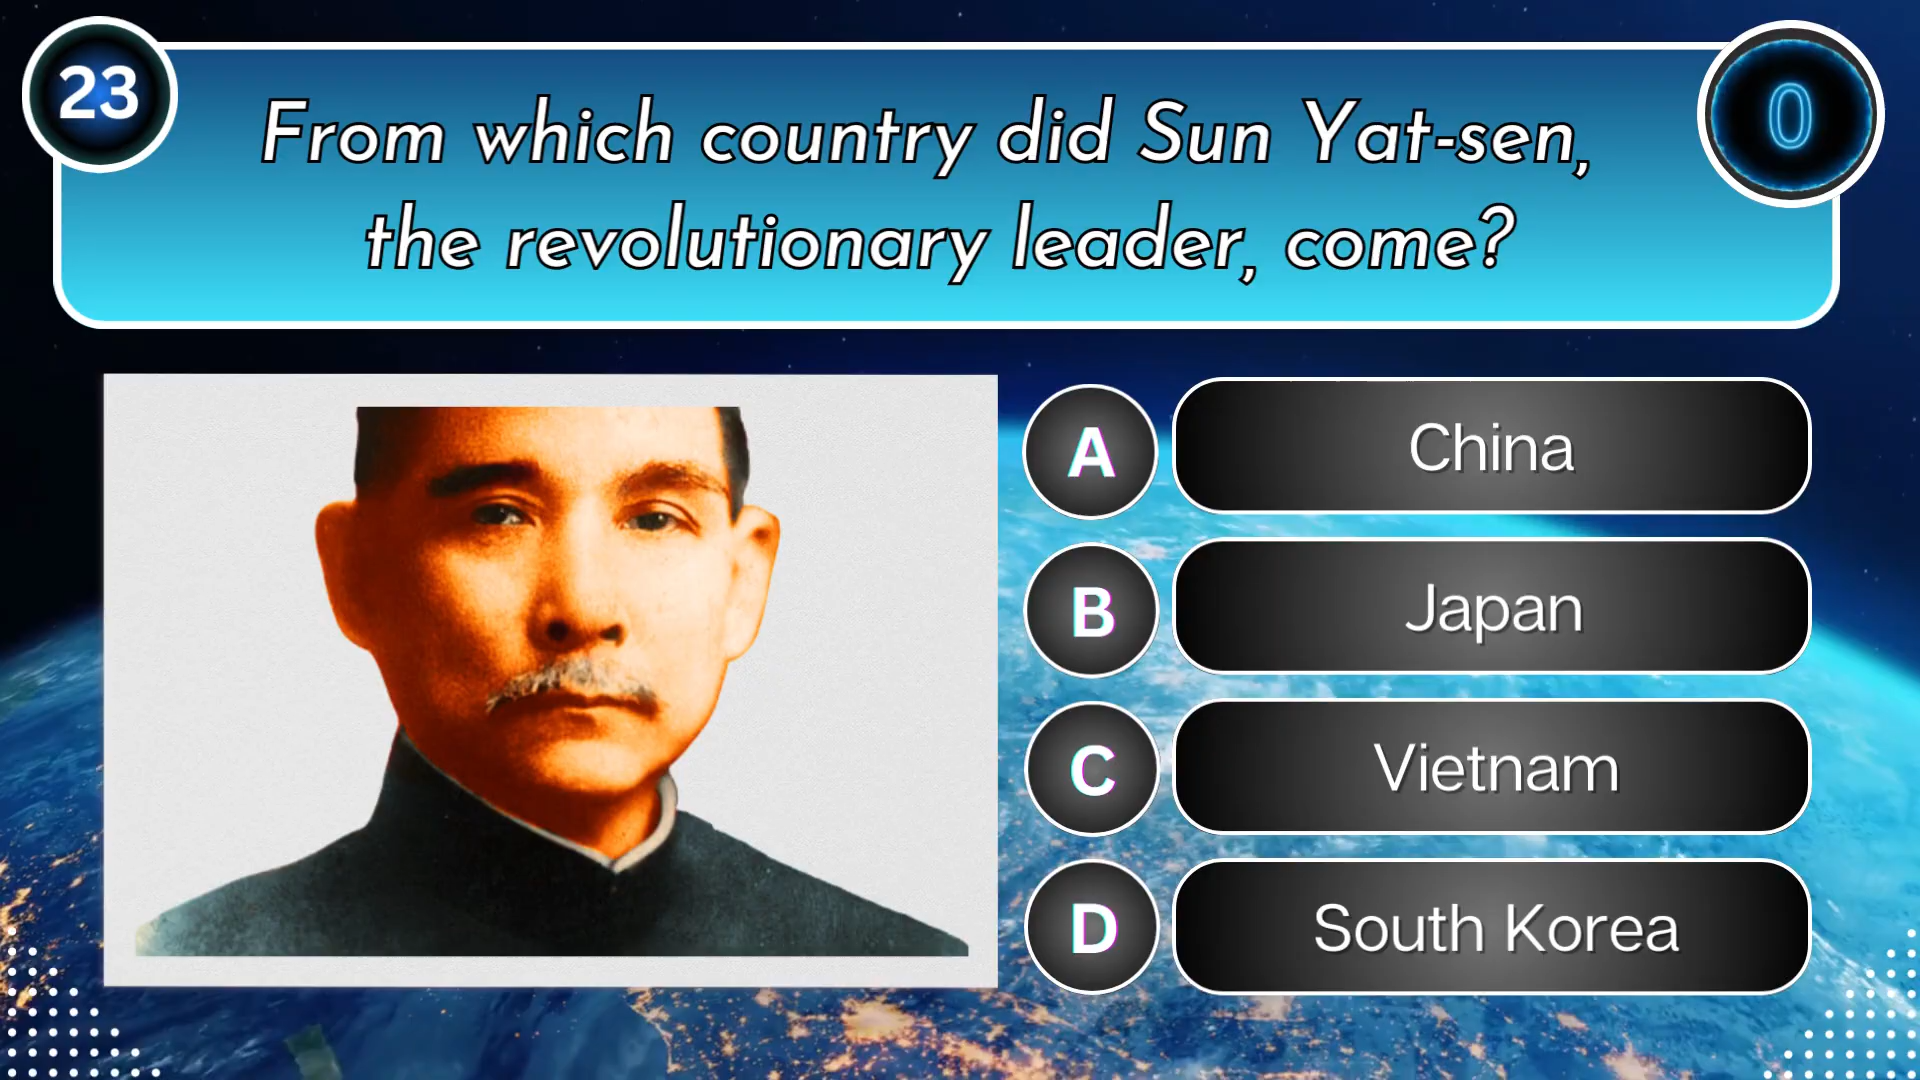 23
From which country did Sun Yat-sen,
the revolutionary leader, come?
0
A
China
B
Japan
C
Vietnam
D
South Korea